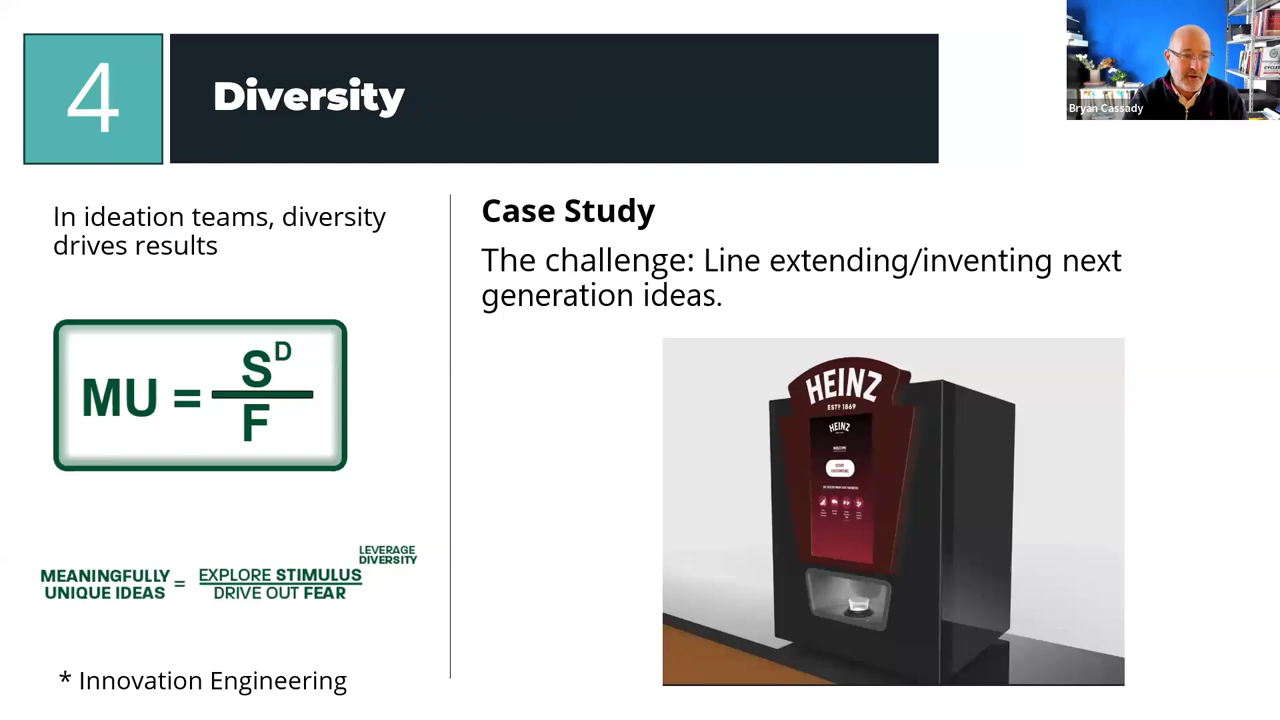 4
Diversity
Bryan Cassady
In ideation teams, diversity
drives results
MU = S^D / F
LEVERAGE
DIVERSITY
MEANINGFULLY
UNIQUE IDEAS
=
EXPLORE STIMULUS
DRIVE OUT FEAR
* Innovation Engineering
Case Study
The challenge: Line extending/inventing next
generation ideas.
HEINZ
ESTD 1869
HEINZ